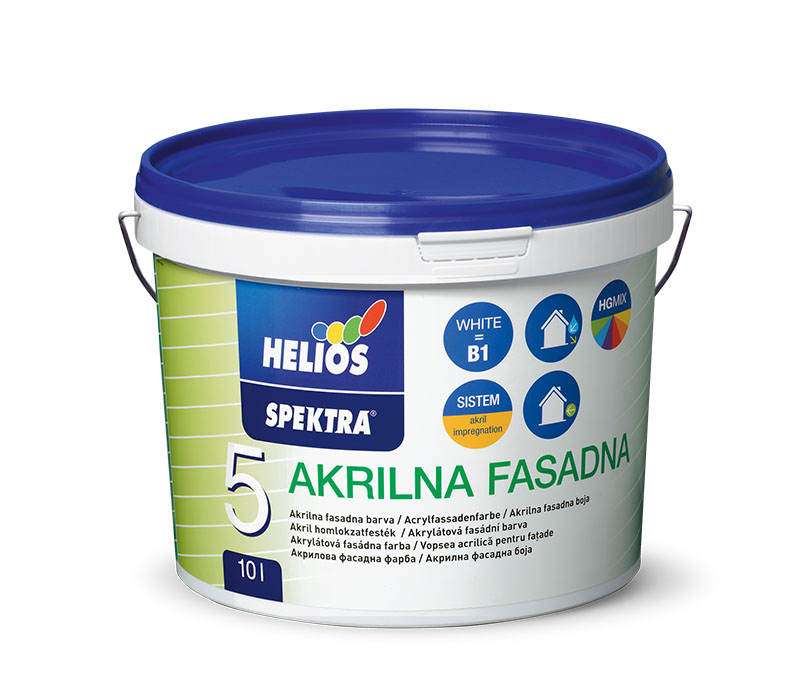 HELIOS
SPEKTRA®
WHITE
=
B1
HGMIX
SISTEM
akril
impregnation
5
AKRILNA FASADNA
Akrilna fasadna barva / Acrylfassadenfarbe / Akrilna fasadna boja
Akril homlokzatfesték / Akrylátová fasádní barva
Akrylátová fasádna farba / Vopsea acrilică pentru fațade
Акрилова фасадна фарба / Акрилна фасадна боја
10 l